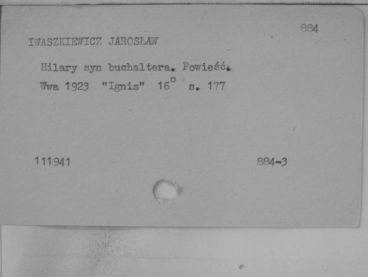 884
IWASZKIEWICZ JAROSŁAW
Hilary syn buchaltera. Powieść.
Wwa 1923 "Ignis" 16° s. 177
111941 884-3